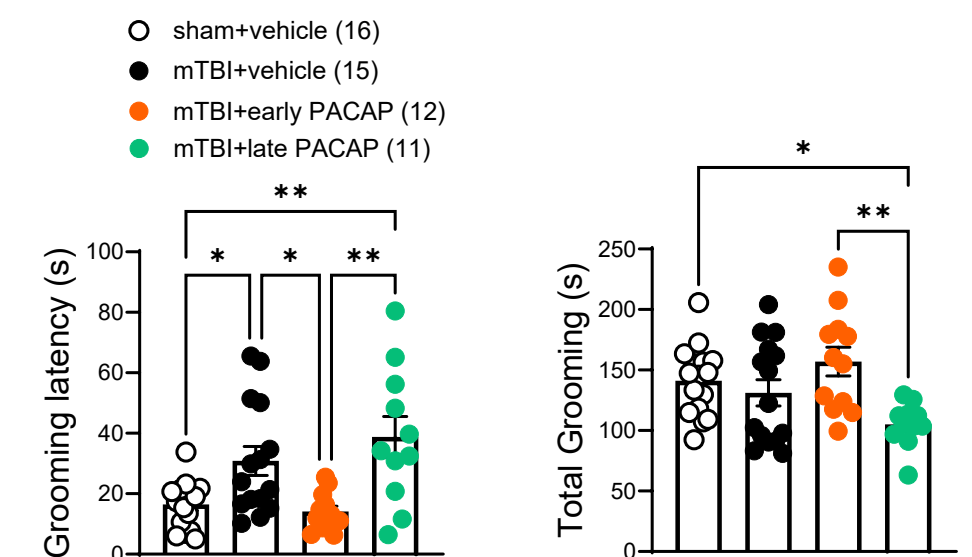 sham+vehicle (16)
mTBI+vehicle (15)
mTBI+early PACAP (12)
mTBI+late PACAP (11)
**
* * **
Grooming latency (s)
100
80
60
40
20
0
*
**
Total Grooming (s)
250
200
150
100
50
0